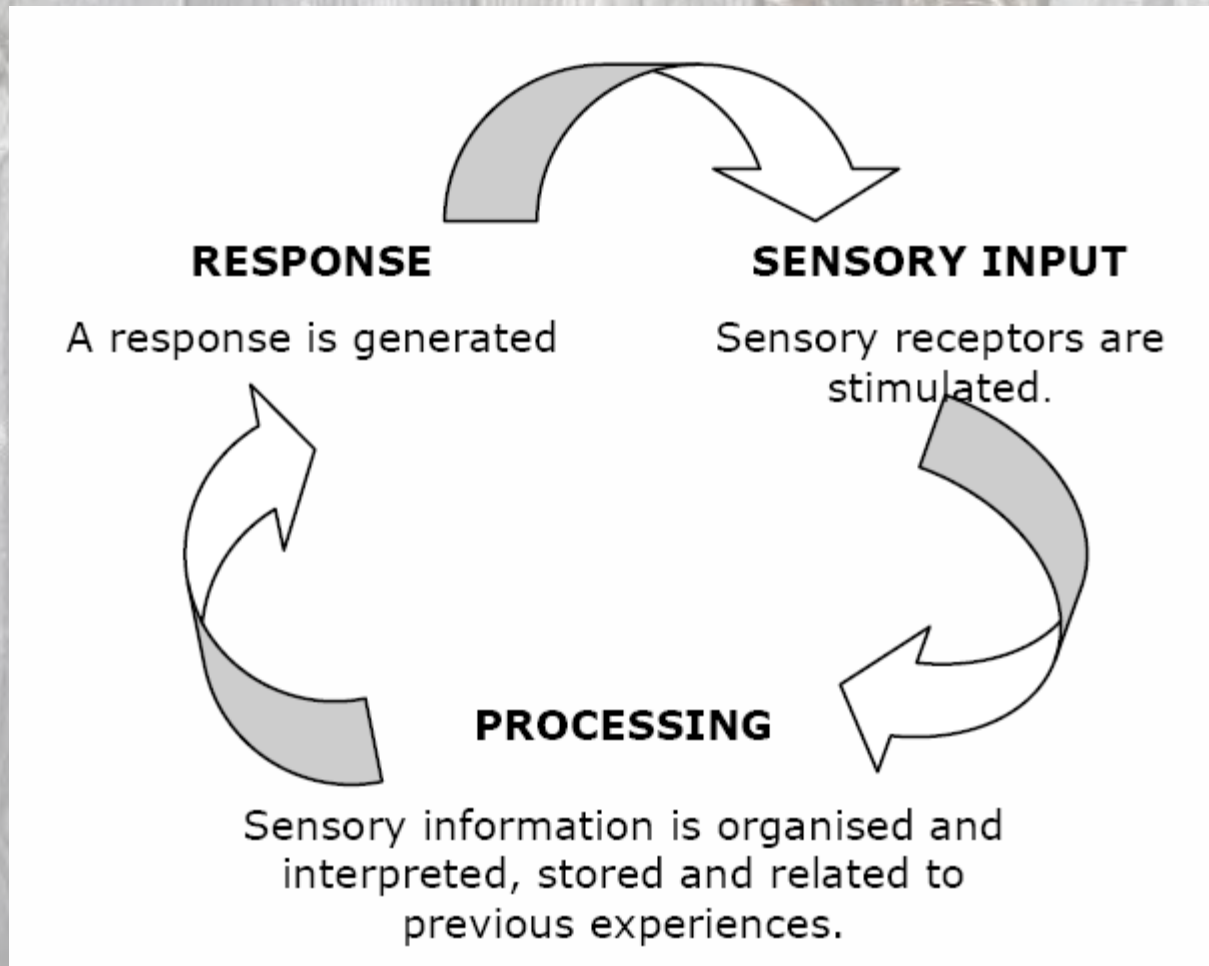 RESPONSE
A response is generated
SENSORY INPUT
Sensory receptors are
stimulated.
PROCESSING
Sensory information is organised and
interpreted, stored and related to
previous experiences.